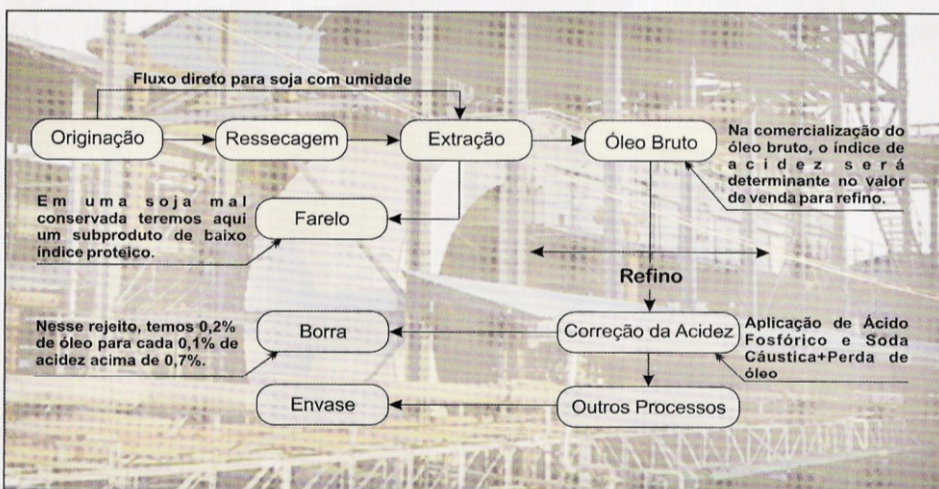 Fluxo direto para soja com umidade
Originação
Ressecagem
Extração
Óleo Bruto
Na comercialização do
óleo bruto, o índice de
acidez será
determinante no valor
de venda para refino.
Em uma soja mal
conservada teremos aqui
um subproduto de baixo
índice proteico.
Farelo
Refino
Nesse rejeito, temos 0,2%
de óleo para cada 0,1% de
acidez acima de 0,7%.
Borra
Correção da Acidez
Aplicação de Ácido
Fosfórico e Soda
Cáustica+Perda de
óleo
Envase
Outros Processos